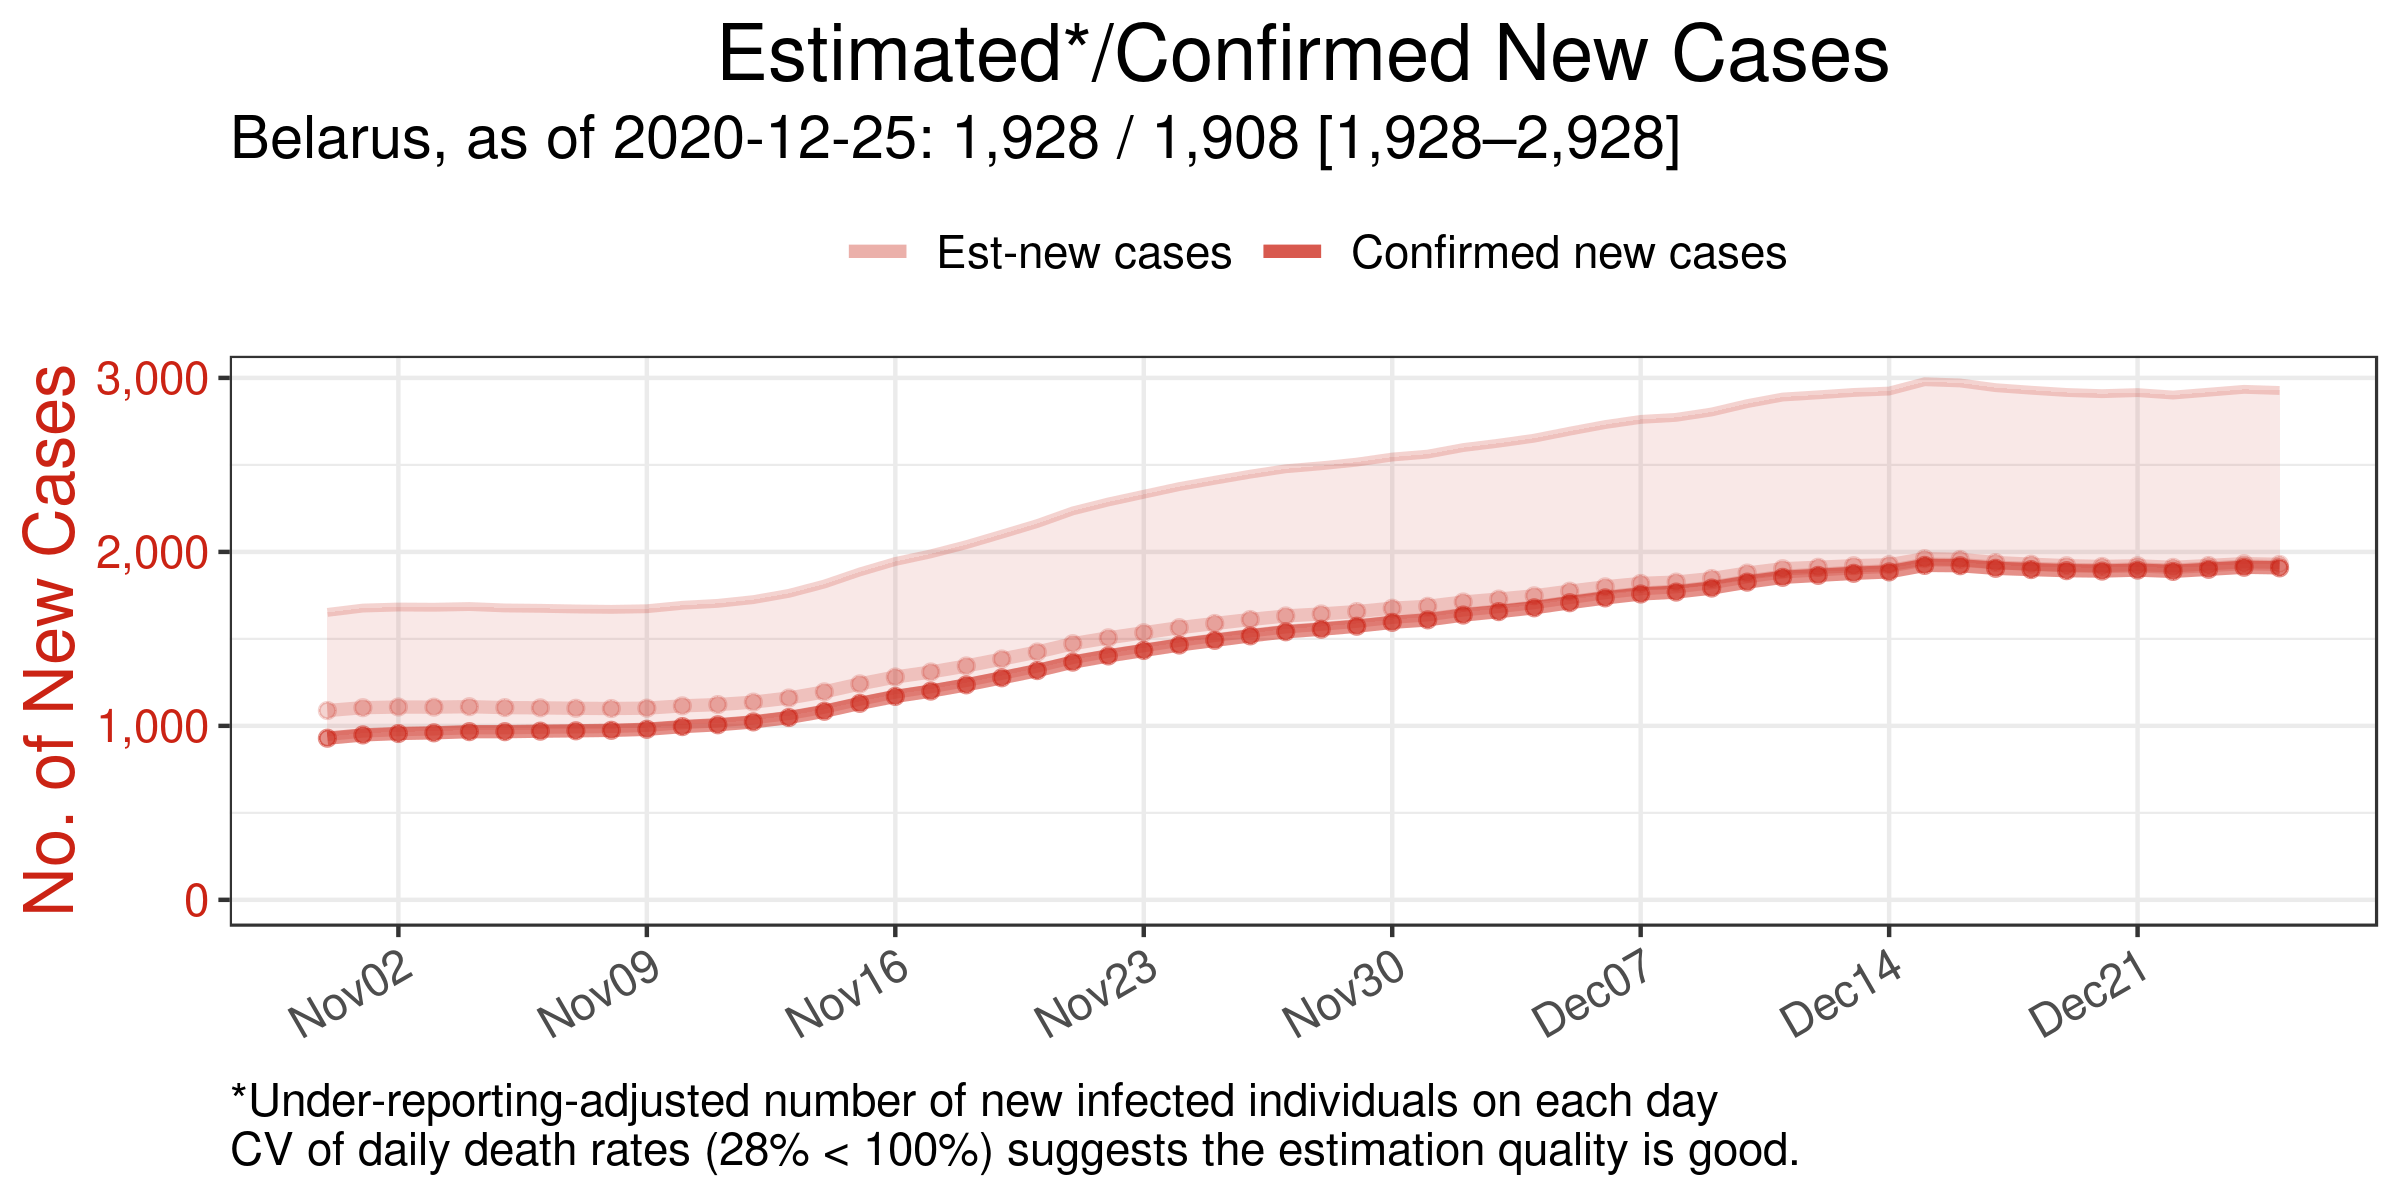 Estimated*/Confirmed New Cases
Belarus, as of 2020-12-25: 1,928 / 1,908 [1,928–2,928]
Est-new cases
Confirmed new cases
No. of New Cases
3,000
2,000
1,000
0
Nov02
Nov09
Nov16
Nov23
Nov30
Dec07
Dec14
Dec21
*Under-reporting-adjusted number of new infected individuals on each day
CV of daily death rates (28% < 100%) suggests the estimation quality is good.